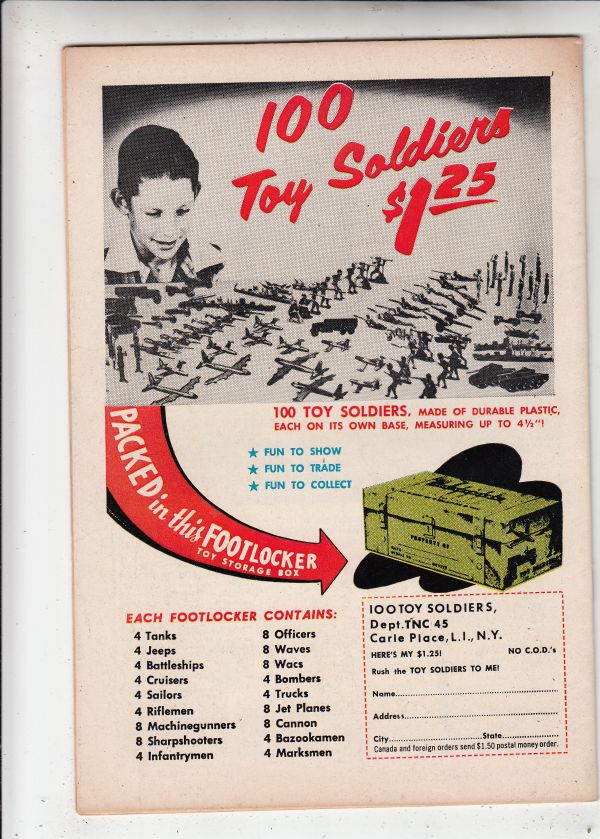 100
Toy Soldiers
$1.25
100 TOY SOLDIERS, MADE OF DURABLE PLASTIC,
EACH ON ITS OWN BASE, MEASURING UP TO 4½"!
★ FUN TO SHOW
★ FUN TO TRADE
★ FUN TO COLLECT
PACKED in this FOOTLOCKER
TOY STORAGE BOX
PROPERTY OF
EACH FOOTLOCKER CONTAINS:
4 Tanks
4 Jeeps
4 Battleships
4 Cruisers
4 Sailors
4 Riflemen
8 Machinegunners
8 Sharpshooters
4 Infantrymen
8 Officers
8 Waves
8 Wacs
4 Bombers
4 Trucks
8 Jet Planes
8 Cannon
4 Bazookamen
4 Marksmen
100 TOY SOLDIERS,
Dept.TNC 45
Carle Place, L.I., N.Y.
HERE'S MY $1.25! NO C.O.D.'s
Rush the TOY SOLDIERS TO ME!
Name
Address
City State
Canada and foreign orders send $1.50 postal money order.